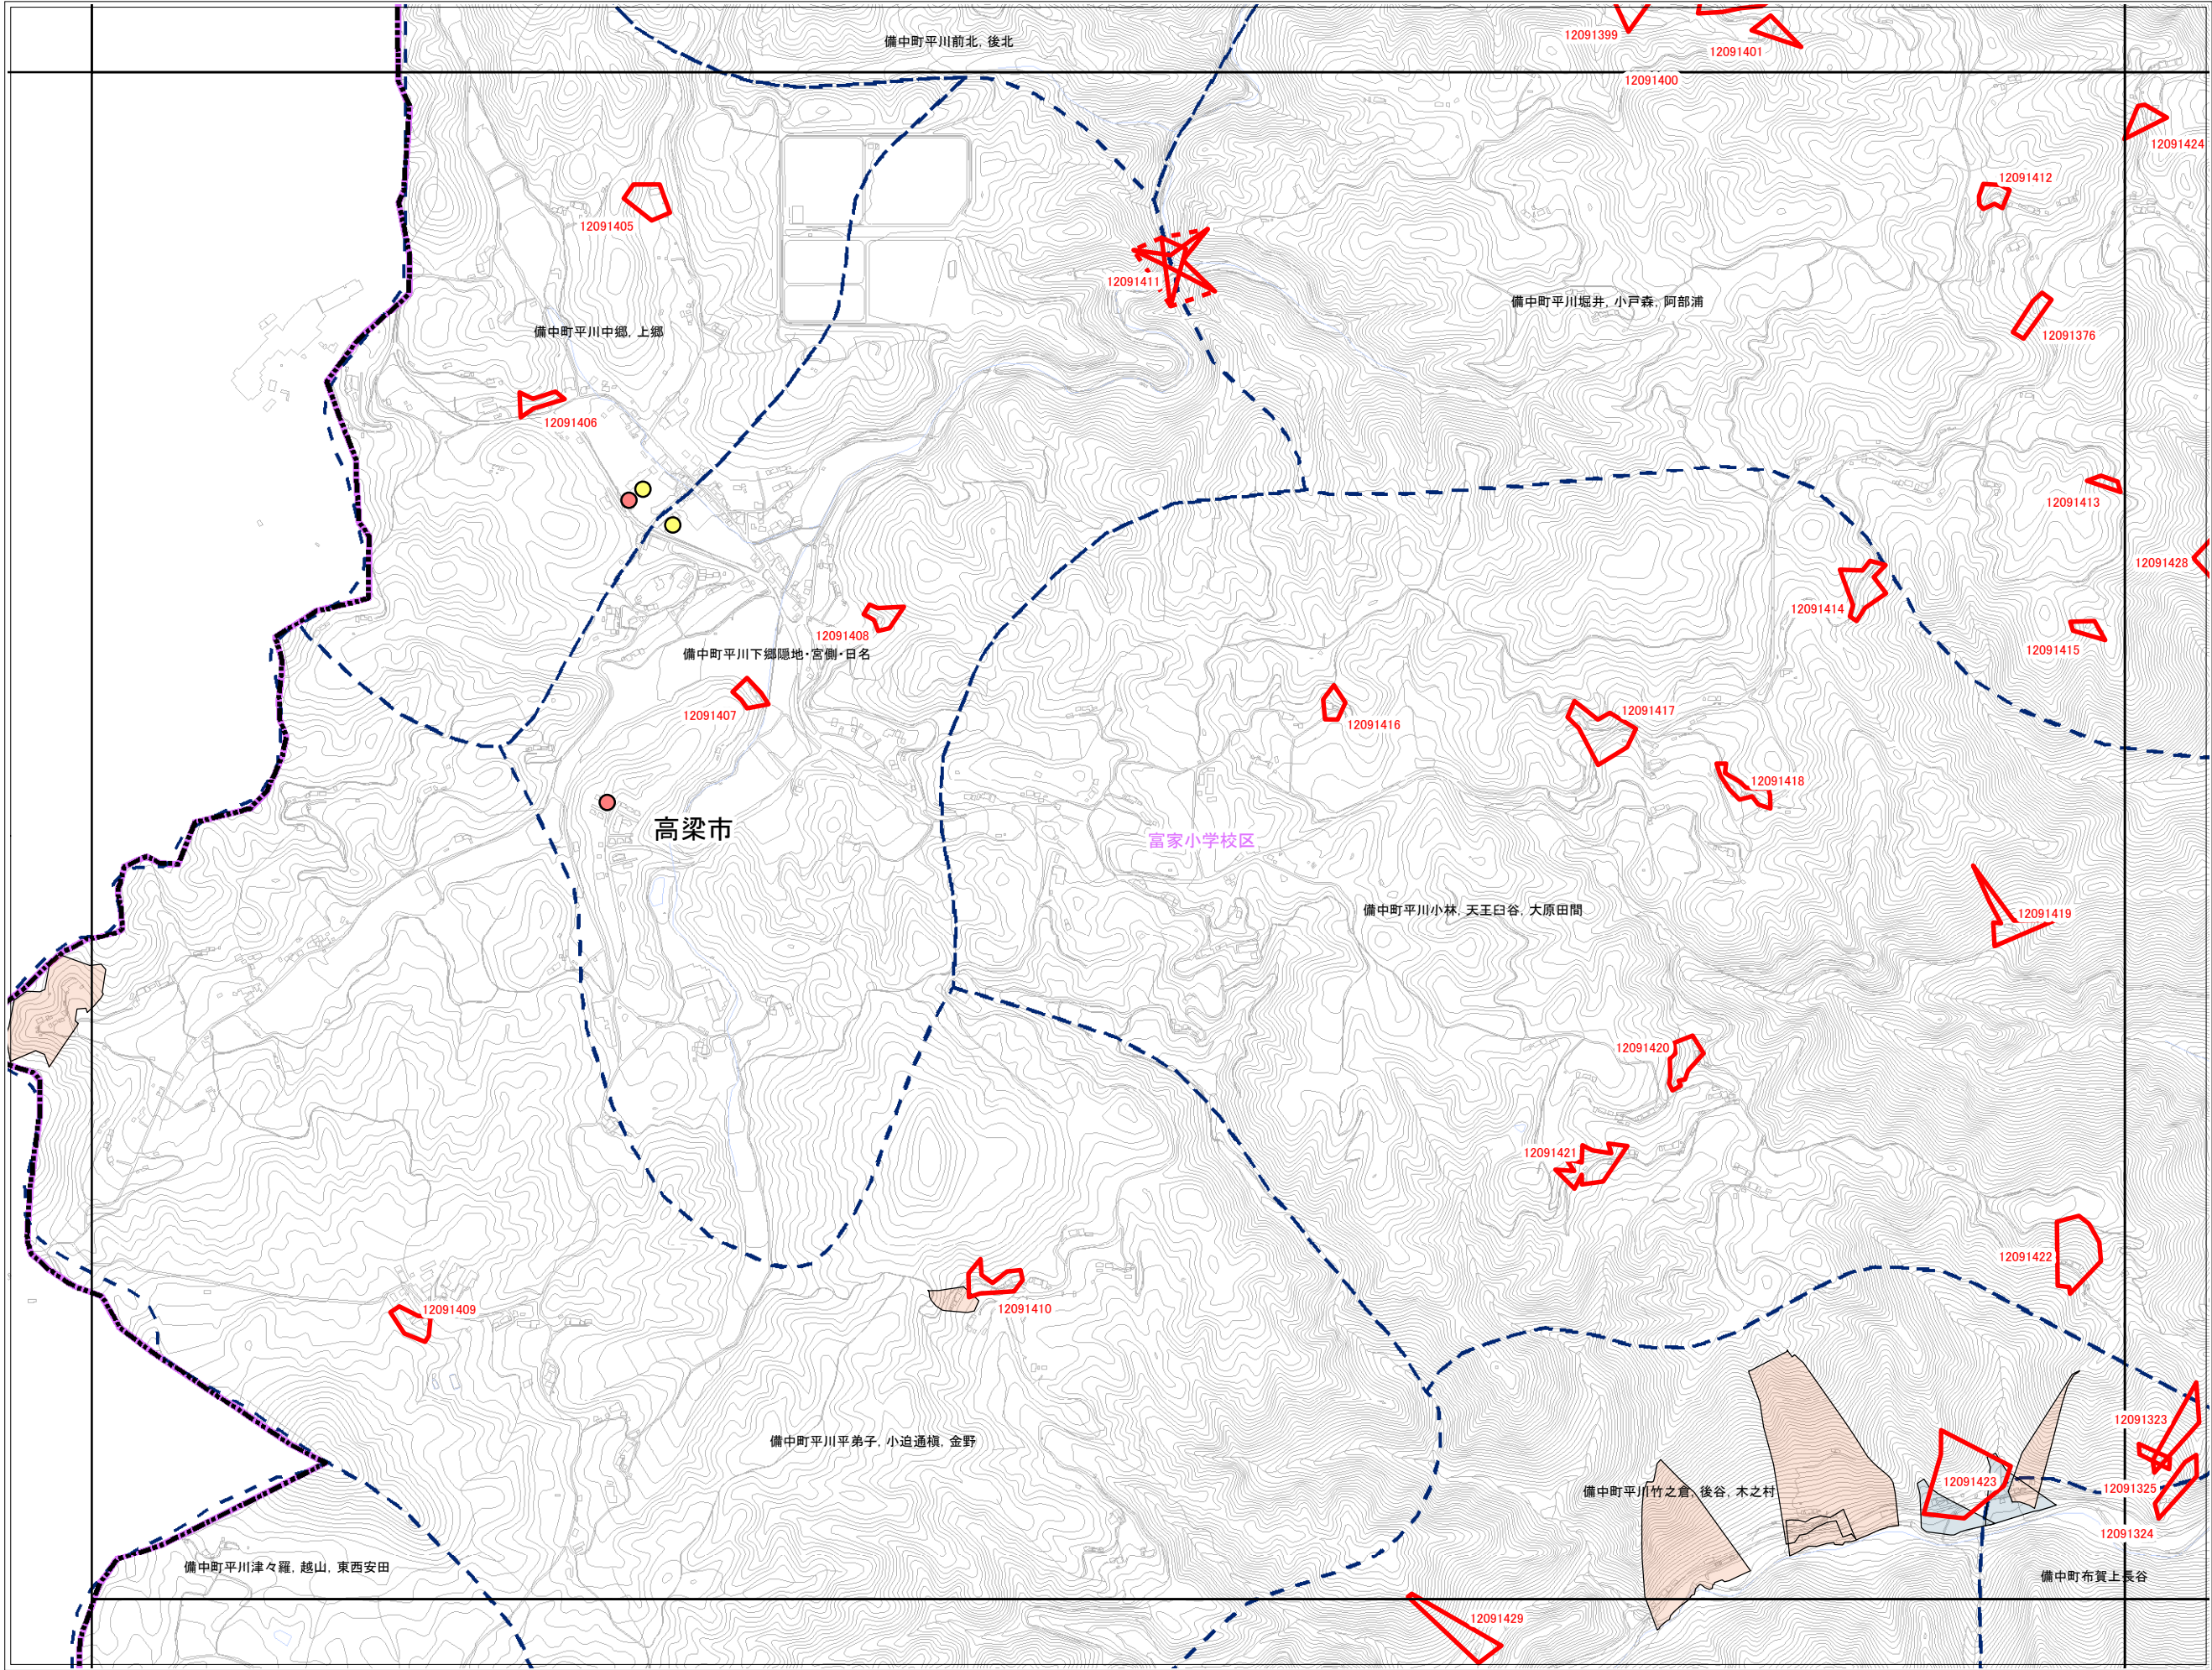 12091399
備中町平川前北, 後北
12091401
12091400
12091424
12091412
12091405
12091411
備中町平川堀井, 小戸森, 阿部浦
備中町平川中郷, 上郷
12091376
12091406
12091413
12091428
12091414
12091408
備中町平川下郷隠地・宮側・日名
12091415
12091407
12091417
12091416
12091418
高梁市
富家小学校区
備中町平川小林, 天王臼谷, 大原田間
12091419
12091420
12091421
12091422
12091409
12091410
12091323
備中町平川平弟子, 小迫通槇, 金野
12091423
12091325
備中町平川竹之倉, 後谷, 木之村
12091324
備中町平川津々羅, 越山, 東西安田
備中町布賀上長谷
12091429